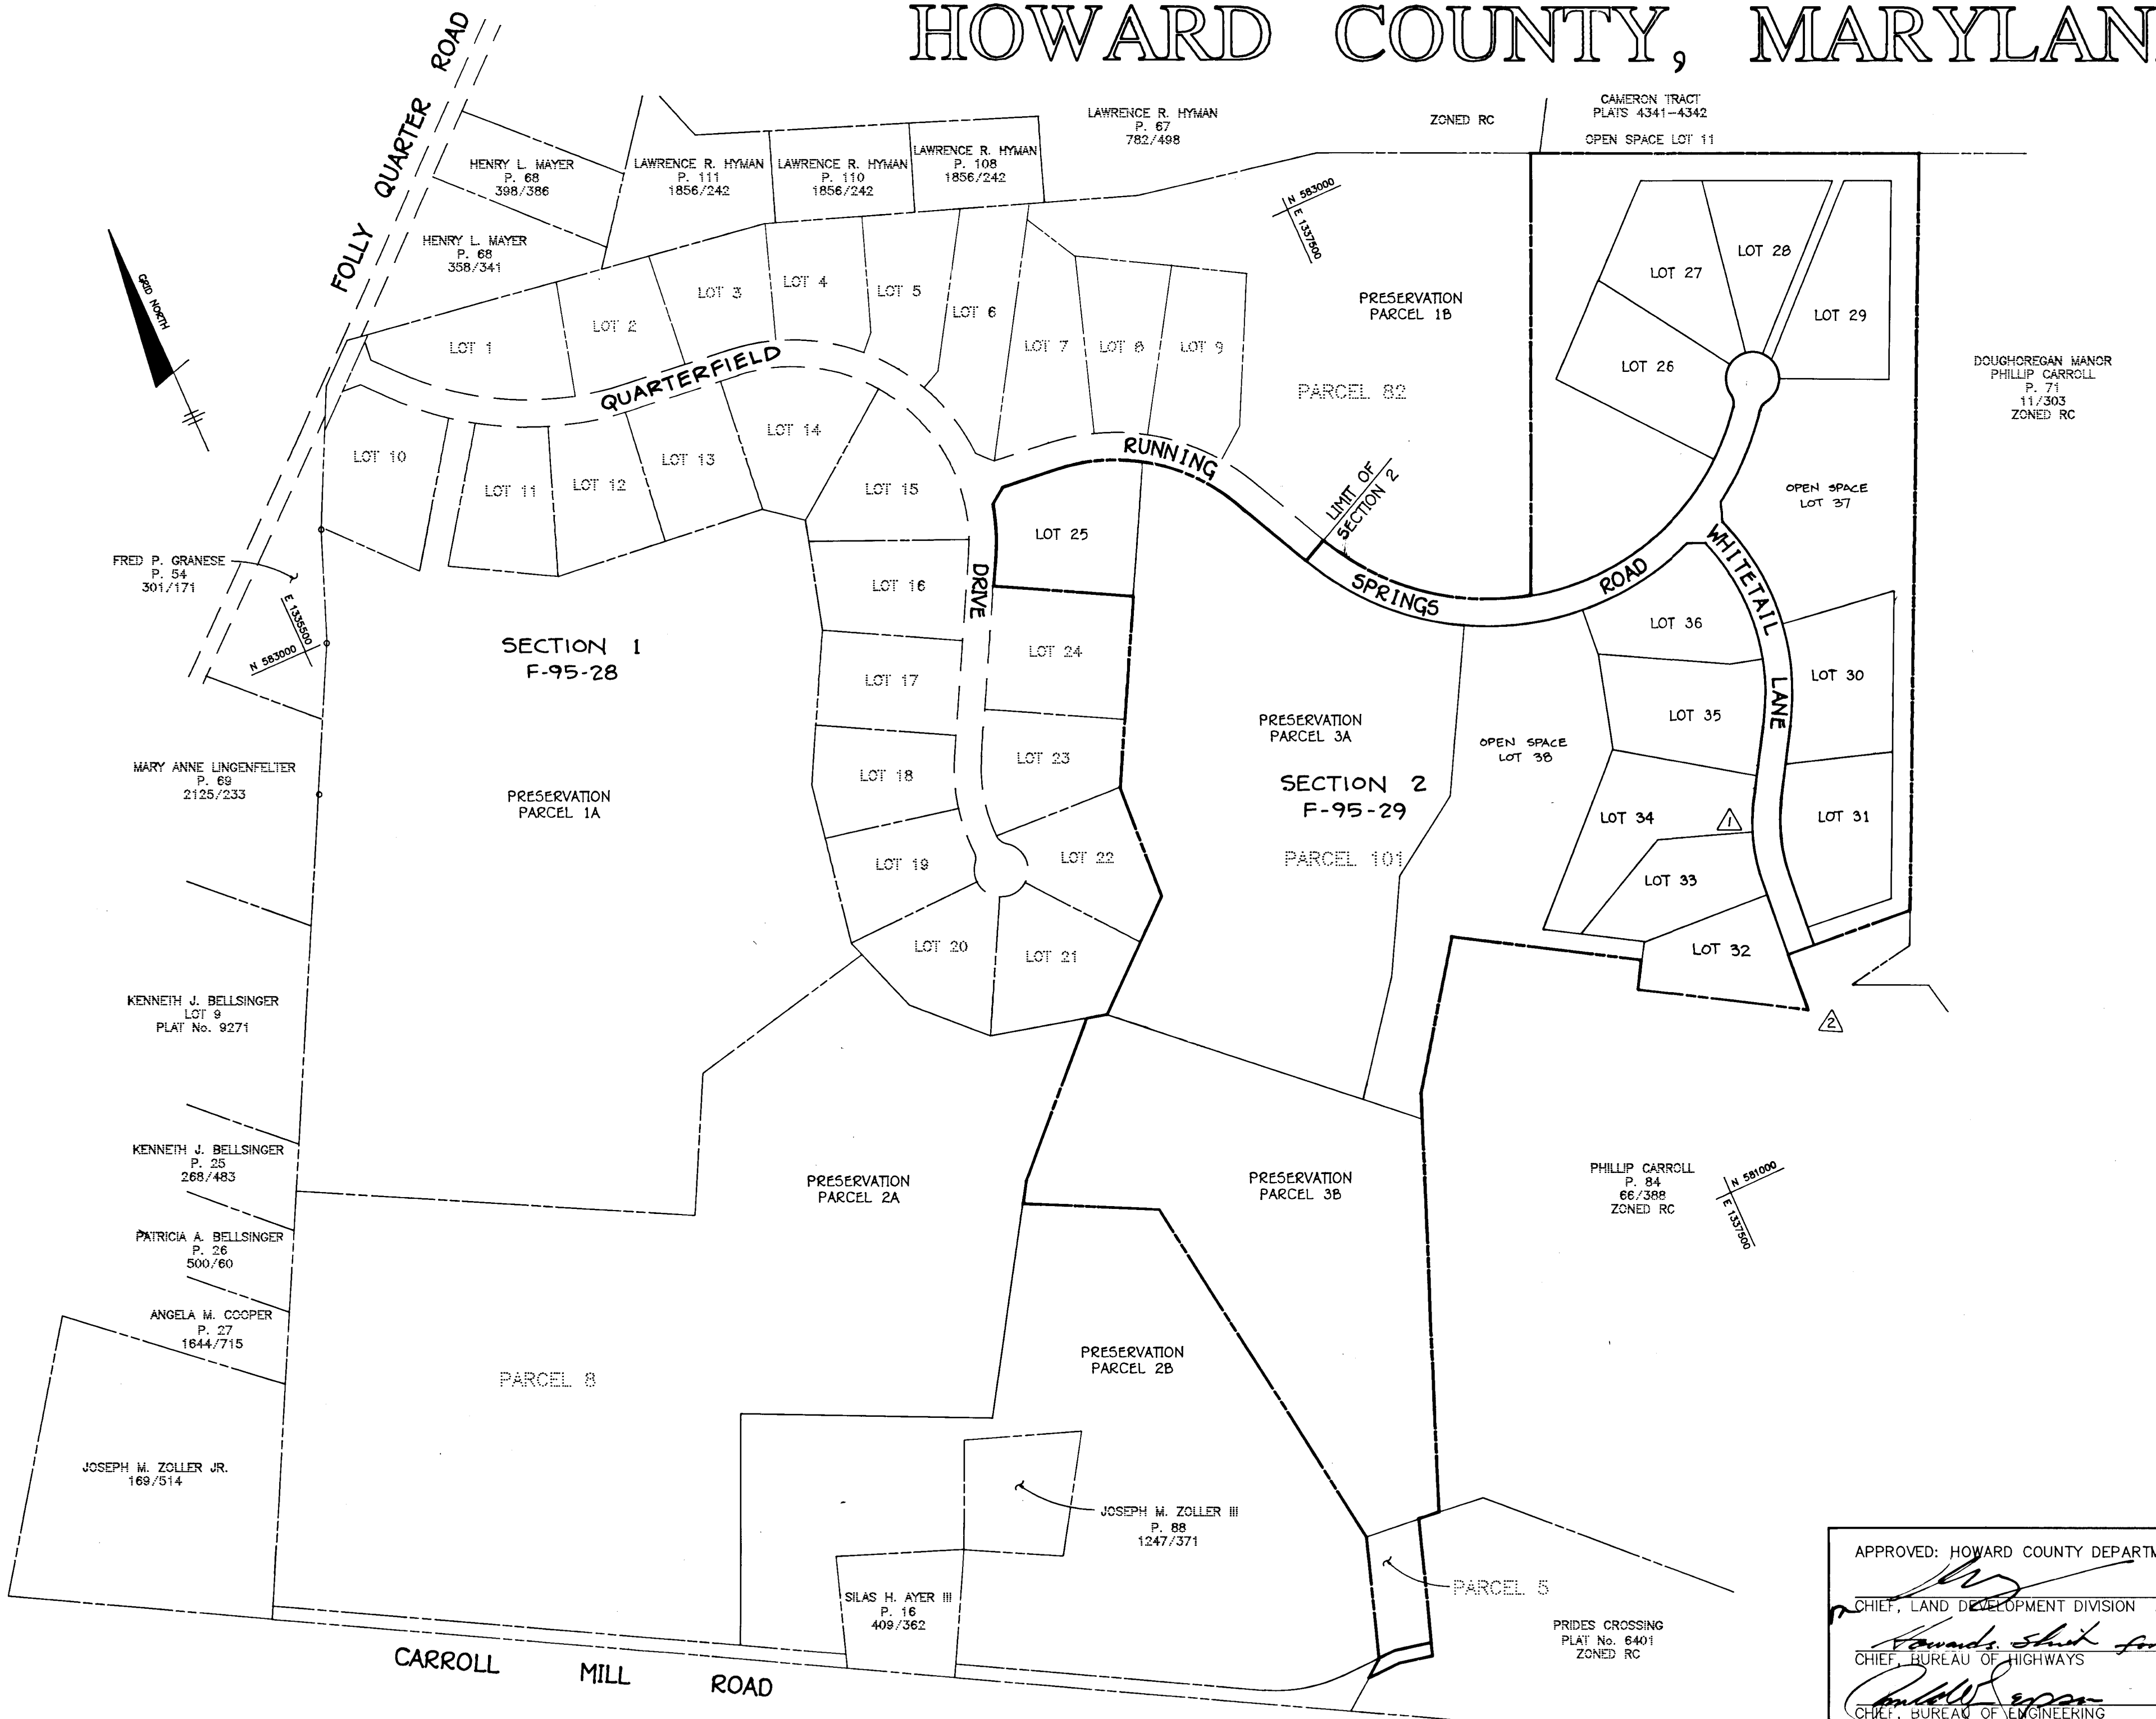 HOWARD COUNTY, MARYLAN
FOLLY QUARTER ROAD
GRID NORTH
HENRY L. MAYER
P. 68
398/386
HENRY L. MAYER
P. 68
358/341
LAWRENCE R. HYMAN
P. 111
1856/242
LAWRENCE R. HYMAN
P. 110
1856/242
LAWRENCE R. HYMAN
P. 108
1856/242
LAWRENCE R. HYMAN
P. 67
782/498
ZONED RC
CAMERON TRACT
PLATS 4341-4342
OPEN SPACE LOT 11
N 583000
E 1337500
LOT 1
LOT 2
LOT 3
LOT 4
LOT 5
LOT 6
LOT 7
LOT 8
LOT 9
PRESERVATION
PARCEL 1B
PARCEL 82
LOT 27
LOT 28
LOT 29
LOT 26
DOUGHOREGAN MANOR
PHILLIP CARROLL
P. 71
11/303
ZONED RC
QUARTERFIELD
DRIVE
RUNNING
SPRINGS
ROAD
LIMIT OF
SECTION 2
WHITETAIL
LANE
OPEN SPACE
LOT 37
LOT 10
LOT 11
LOT 12
LOT 13
LOT 14
LOT 15
LOT 25
FRED P. GRANESE
P. 54
301/171
E 1335500
N 583000
SECTION 1
F-95-28
LOT 16
LOT 17
LOT 18
LOT 19
LOT 20
LOT 21
LOT 22
LOT 23
LOT 24
LOT 36
LOT 35
LOT 30
LOT 31
LOT 34
1
LOT 33
LOT 32
2
MARY ANNE LINGENFELTER
P. 69
2125/233
PRESERVATION
PARCEL 1A
PRESERVATION
PARCEL 3A
SECTION 2
F-95-29
PARCEL 101
OPEN SPACE
LOT 38
KENNETH J. BELLSINGER
LOT 9
PLAT No. 9271
KENNETH J. BELLSINGER
P. 25
268/483
PATRICIA A. BELLSINGER
P. 26
500/60
ANGELA M. COOPER
P. 27
1644/715
PRESERVATION
PARCEL 2A
PRESERVATION
PARCEL 3B
PHILLIP CARROLL
P. 84
66/388
ZONED RC
N 581000
E 1337500
PRESERVATION
PARCEL 2B
PARCEL 8
JOSEPH M. ZOLLER JR.
169/514
JOSEPH M. ZOLLER III
P. 88
1247/371
SILAS H. AYER III
P. 16
409/362
PARCEL 5
PRIDES CROSSING
PLAT No. 6401
ZONED RC
CARROLL MILL ROAD
APPROVED: HOWARD COUNTY DEPARTM
CHIEF, LAND DEVELOPMENT DIVISION
CHIEF, BUREAU OF HIGHWAYS
CHIEF, BUREAU OF ENGINEERING